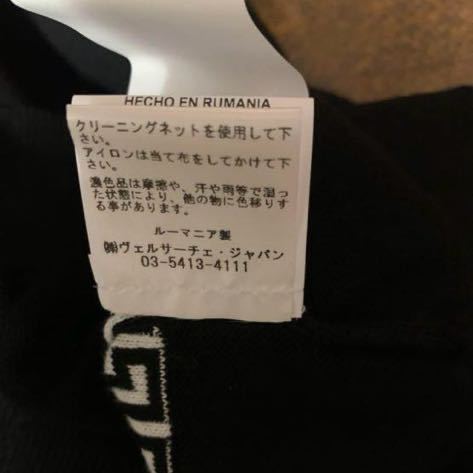 HECHO EN RUMANIA
クリーニングネットを使用して下
さい。
アイロンは当て布をしてかけて下
さい。
濃色品は摩擦や、汗や雨等で湿っ
た状態により、他の物に色移りす
る事があります。
ルーマニア製
㈱ヴェルサーチェ・ジャパン
03-5413-4111